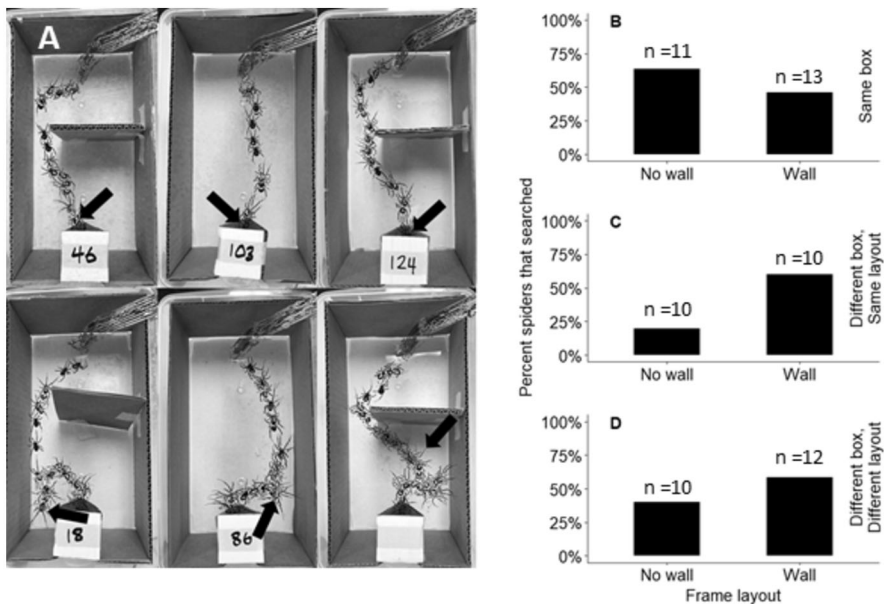 A
46
103
124
18
86
B
n =11
n =13
100%
75%
50%
25%
0%
No wall
Wall
Same box
C
n =10
n =10
100%
75%
50%
25%
0%
No wall
Wall
Different box,
Same layout
D
n =10
n =12
100%
75%
50%
25%
0%
No wall
Wall
Different box,
Different layout
Percent spiders that searched
Frame layout